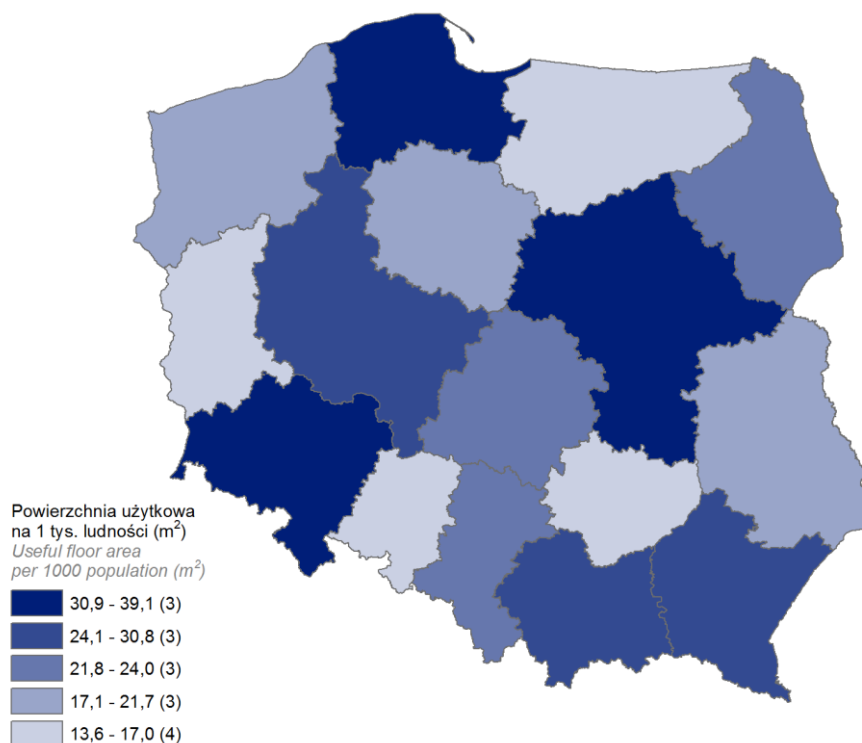 Powierzchnia użytkowa
na 1 tys. ludności (m²)
Useful floor area
per 1000 population (m²)
30,9 - 39,1 (3)
24,1 - 30,8 (3)
21,8 - 24,0 (3)
17,1 - 21,7 (3)
13,6 - 17,0 (4)